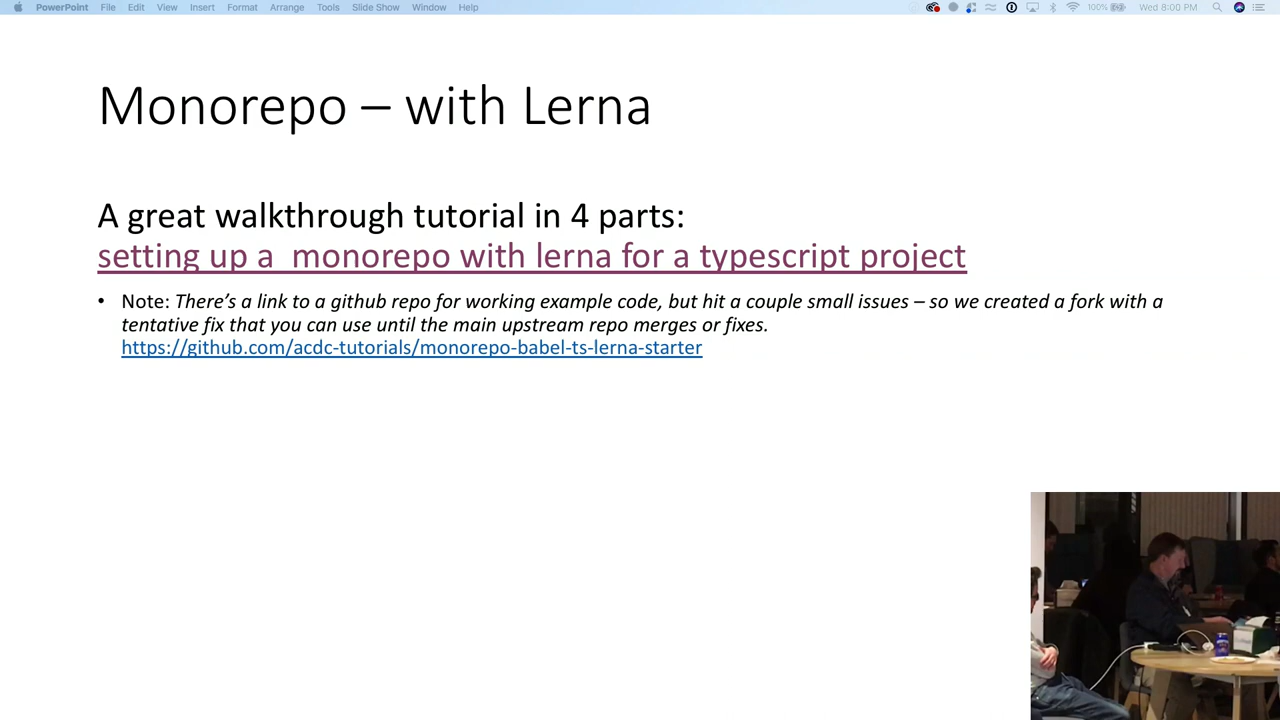 PowerPoint File Edit View Insert Format Arrange Tools Slide Show Window Help 100% Wed 8:00 PM
Monorepo – with Lerna
A great walkthrough tutorial in 4 parts:
setting up a  monorepo with lerna for a typescript project
• Note: There's a link to a github repo for working example code, but hit a couple small issues – so we created a fork with a
tentative fix that you can use until the main upstream repo merges or fixes.
https://github.com/acdc-tutorials/monorepo-babel-ts-lerna-starter